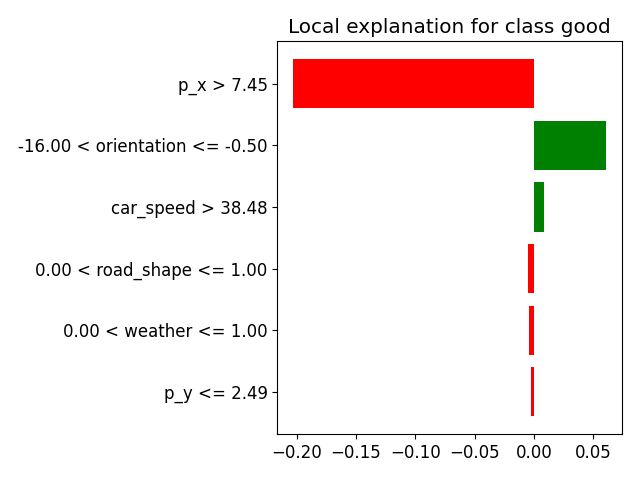 Local explanation for class good
p_x > 7.45
-16.00 < orientation <= -0.50
car_speed > 38.48
0.00 < road_shape <= 1.00
0.00 < weather <= 1.00
p_y <= 2.49
−0.20 −0.15 −0.10 −0.05 0.00 0.05